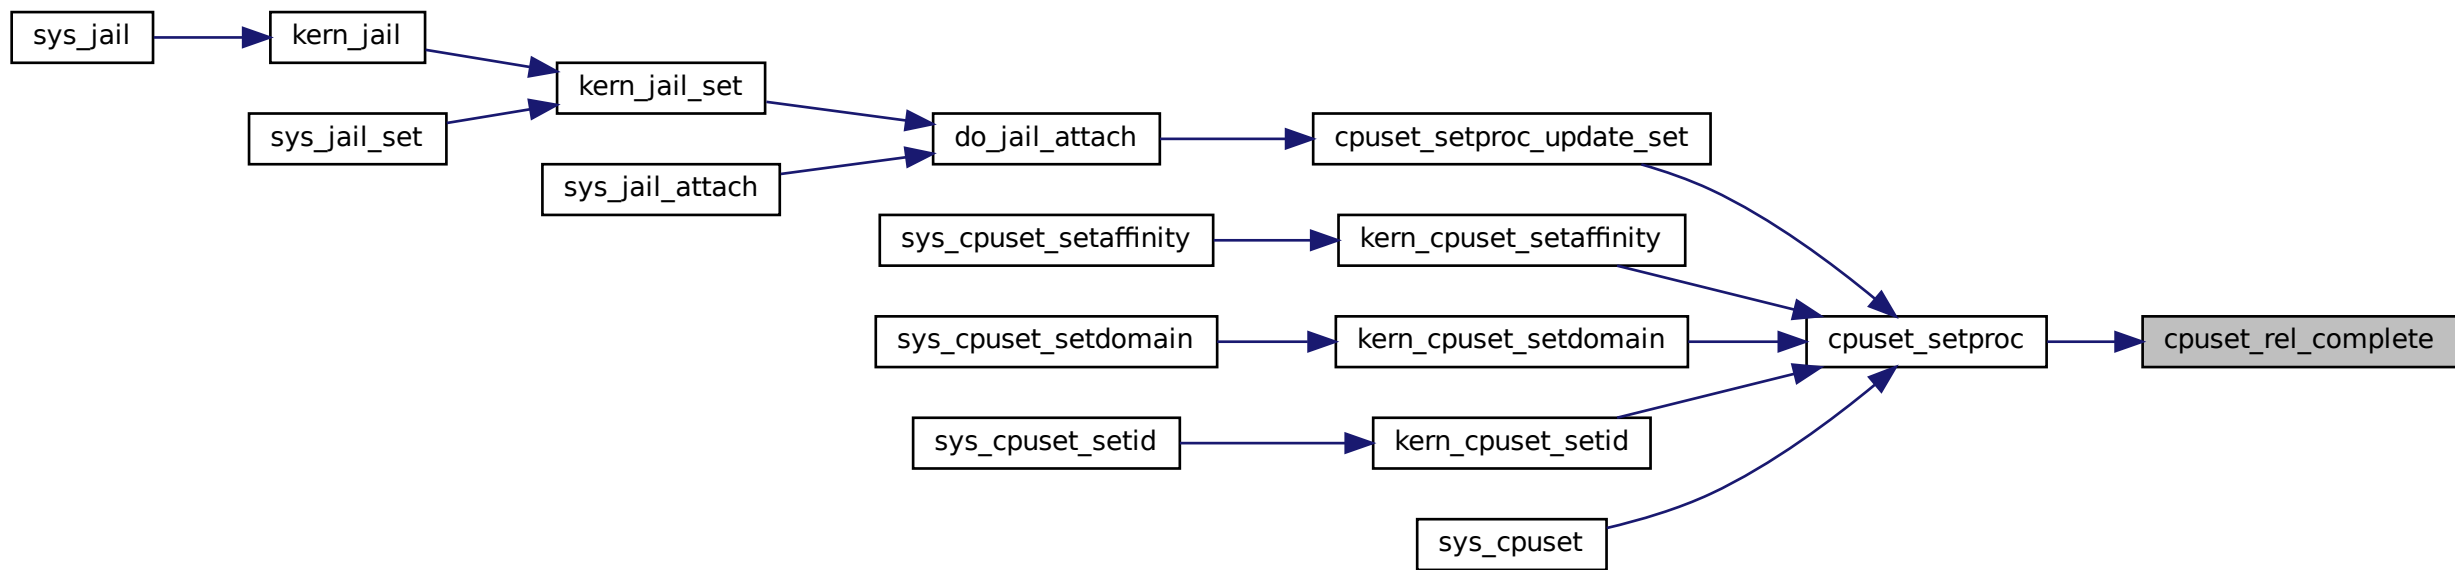 sys_jail
kern_jail
kern_jail_set
sys_jail_set
do_jail_attach
cpuset_setproc_update_set
sys_jail_attach
sys_cpuset_setaffinity
kern_cpuset_setaffinity
sys_cpuset_setdomain
kern_cpuset_setdomain
cpuset_setproc
cpuset_rel_complete
sys_cpuset_setid
kern_cpuset_setid
sys_cpuset